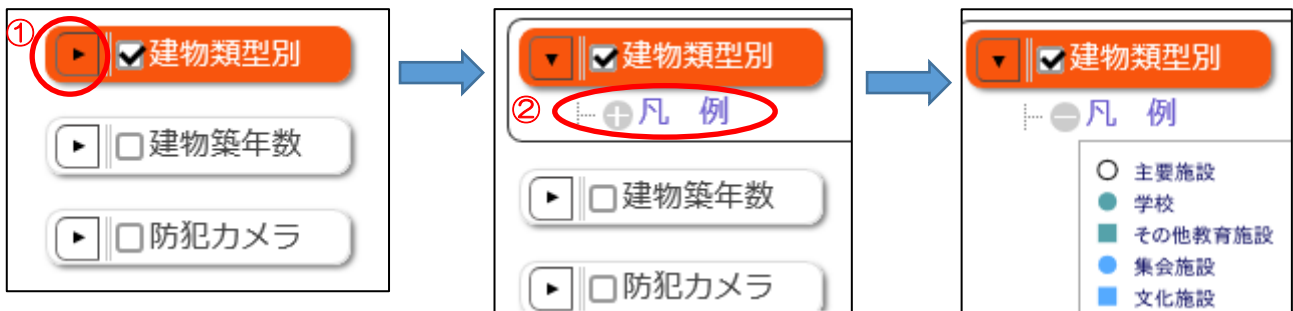 ①
建物類型別
建物築年数
防犯カメラ
建物類型別
②
凡　例
建物築年数
防犯カメラ
建物類型別
凡　例
主要施設
学校
その他教育施設
集会施設
文化施設